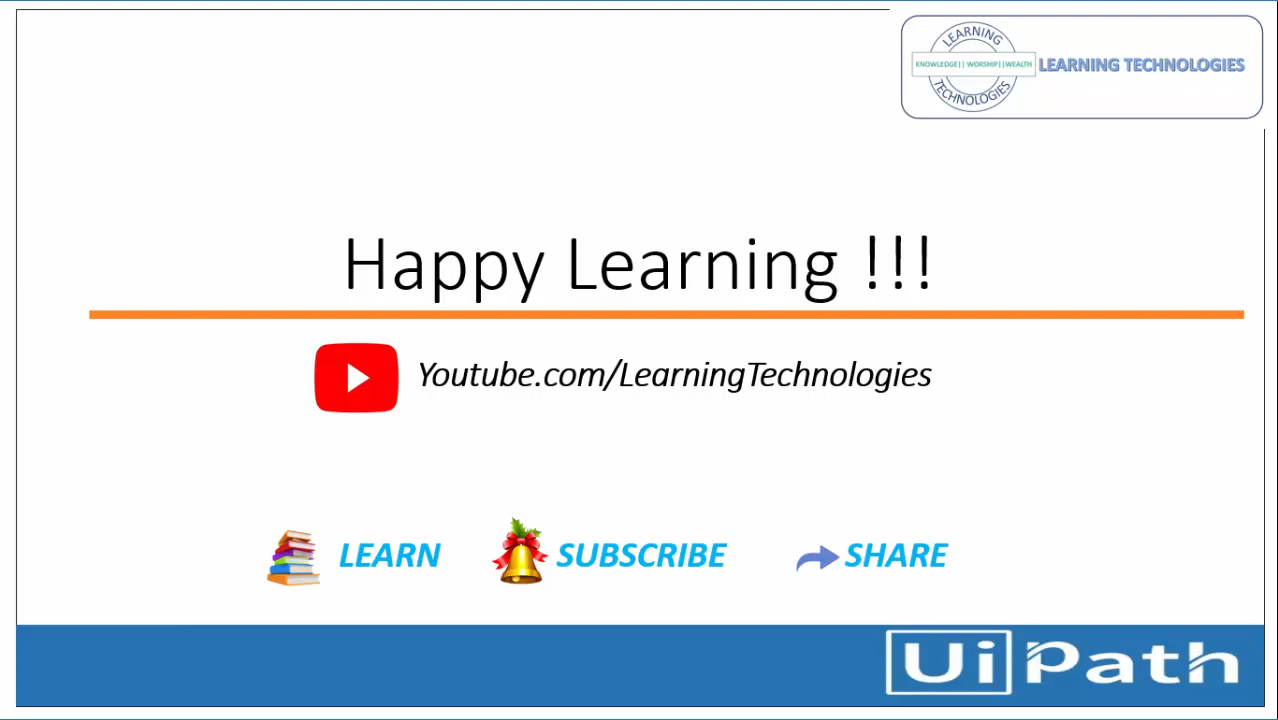 LEARNING
KNOWLEDGE|| WORSHIP||WEALTH
TECHNOLOGIES
LEARNING TECHNOLOGIES
Happy Learning !!!
Youtube.com/LearningTechnologies
LEARN
SUBSCRIBE
SHARE
UiPath